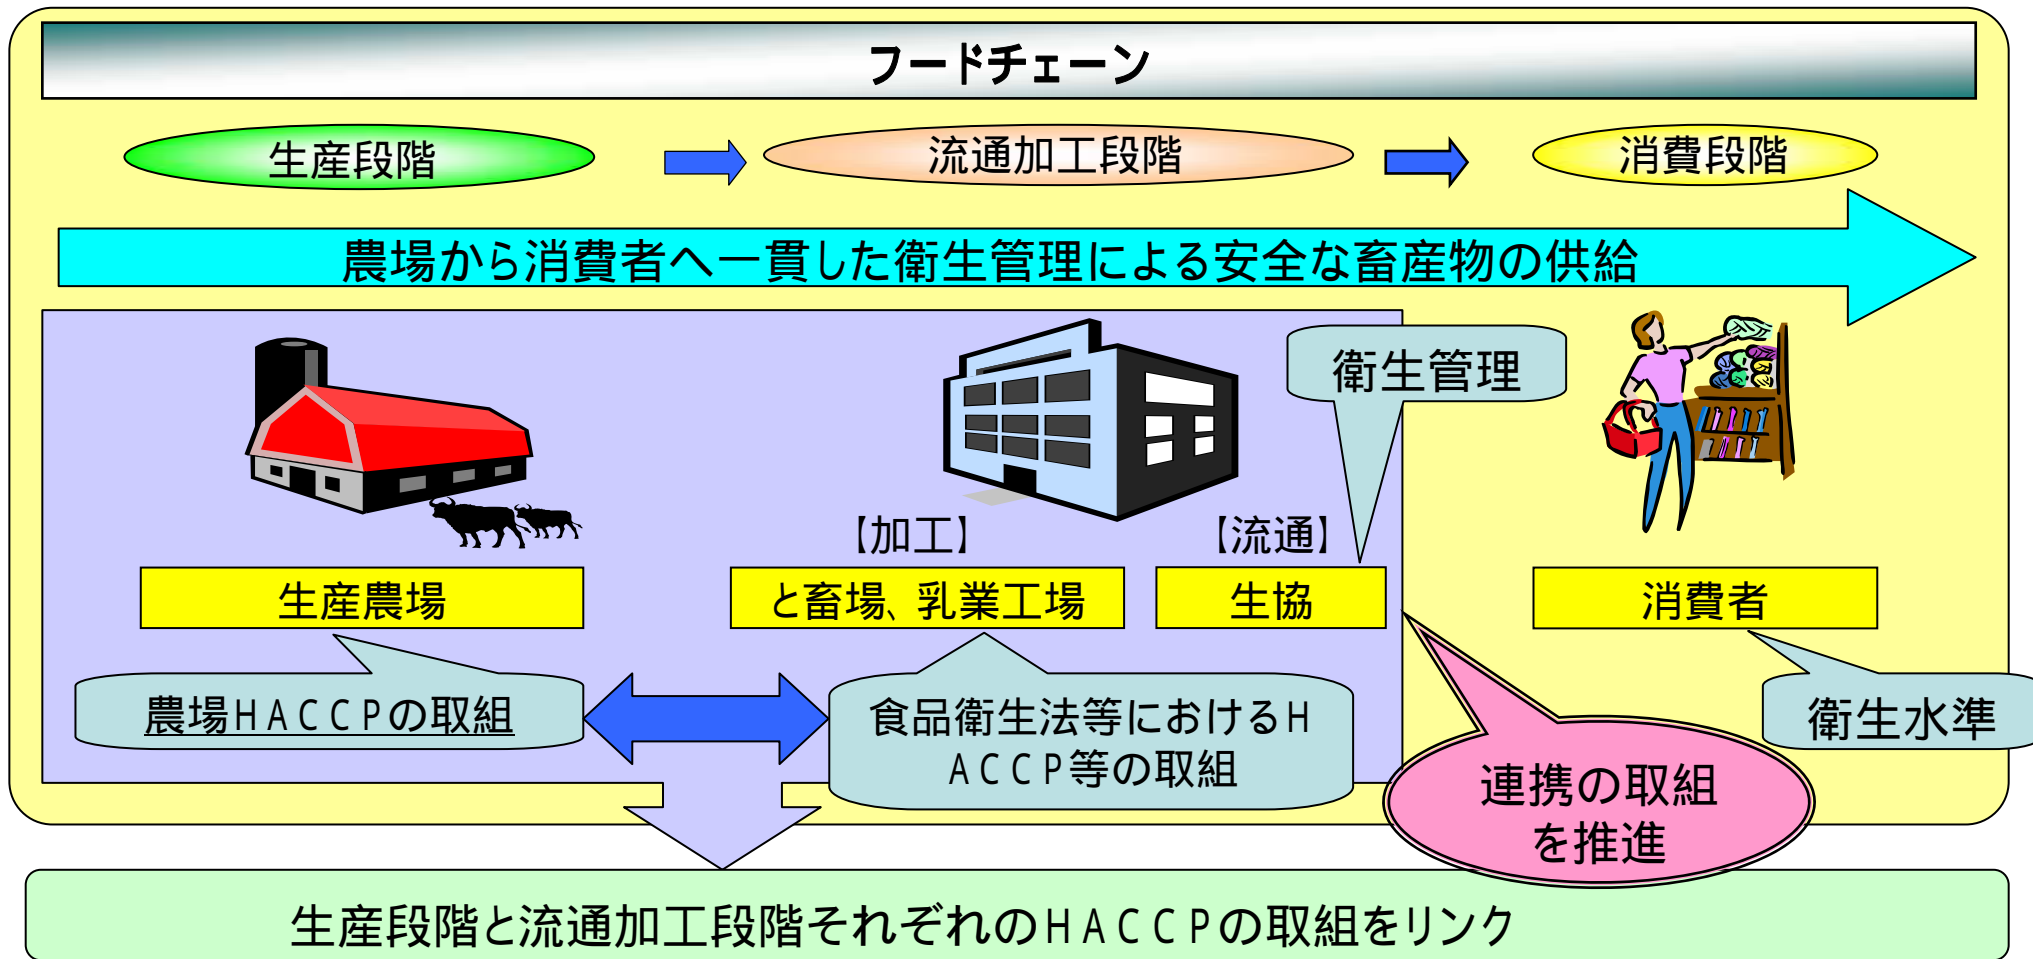 フードチェーン
生産段階
流通加工段階
消費段階
農場から消費者へ一貫した衛生管理による安全な畜産物の供給
衛生管理
【加工】
【流通】
生産農場
と畜場、乳業工場
生協
消費者
農場HACCPの取組
食品衛生法等におけるH
ACCP等の取組
衛生水準
連携の取組
を推進
生産段階と流通加工段階それぞれのHACCPの取組をリンク